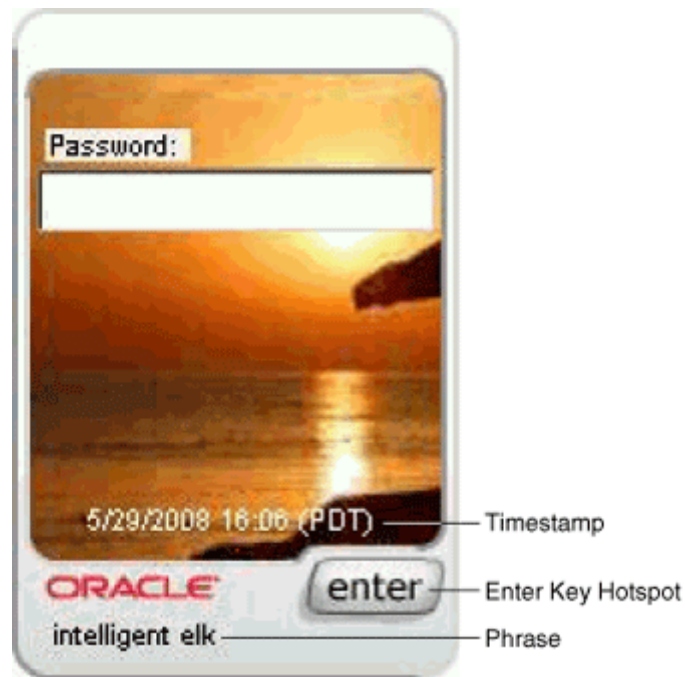 Password:
5/29/2008 16:06 (PDT)
Timestamp
ORACLE
enter
Enter Key Hotspot
intelligent elk
Phrase